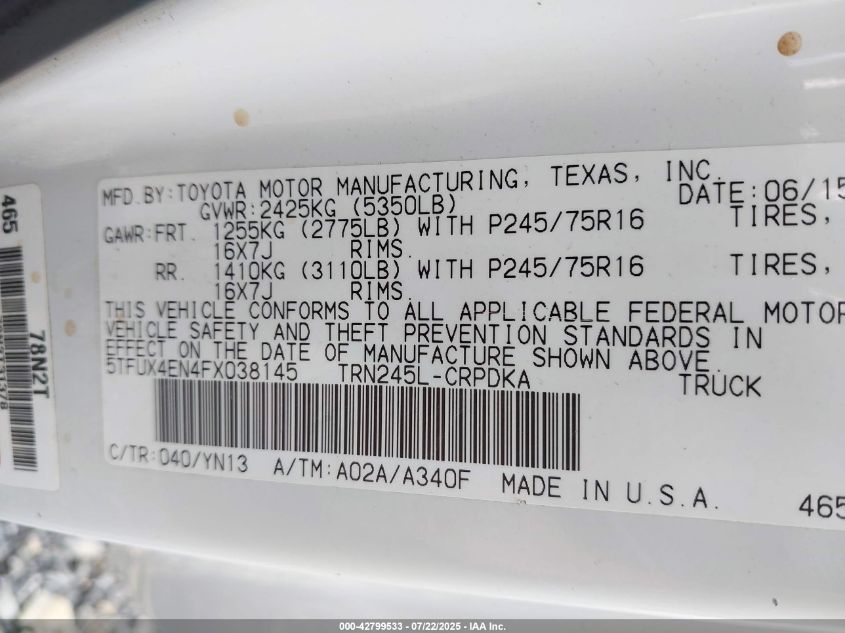 MFD.BY:TOYOTA MOTOR MANUFACTURING, TEXAS, INC.
GVWR:2425KG (5350LB) DATE:06/15
GAWR:FRT. 1255KG (2775LB) WITH P245/75R16 TIRES,
16X7J RIMS.
RR. 1410KG (3110LB) WITH P245/75R16 TIRES,
16X7J RIMS.
THIS VEHICLE CONFORMS TO ALL APPLICABLE FEDERAL MOTOR
VEHICLE SAFETY AND THEFT PREVENTION STANDARDS IN
EFFECT ON THE DATE OF MANUFACTURE SHOWN ABOVE.
5TFUX4EN4FX038145 TRN245L-CRPDKA TRUCK
C/TR:040/YN13 A/TM:A02A/A340F MADE IN U.S.A.
465
465
78N2T
000-42799533 - 07/22/2025 - IAA Inc.